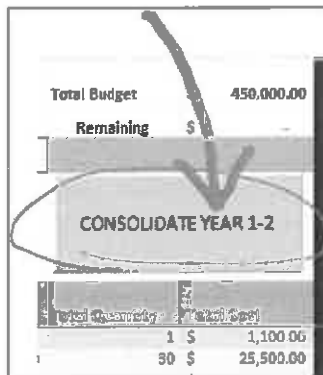 Total Budget 450,000.00
Remaining $ -
CONSOLIDATE YEAR 1-2
Total Quantity Total Cost
1 $ 1,100.00
30 $ 25,500.00